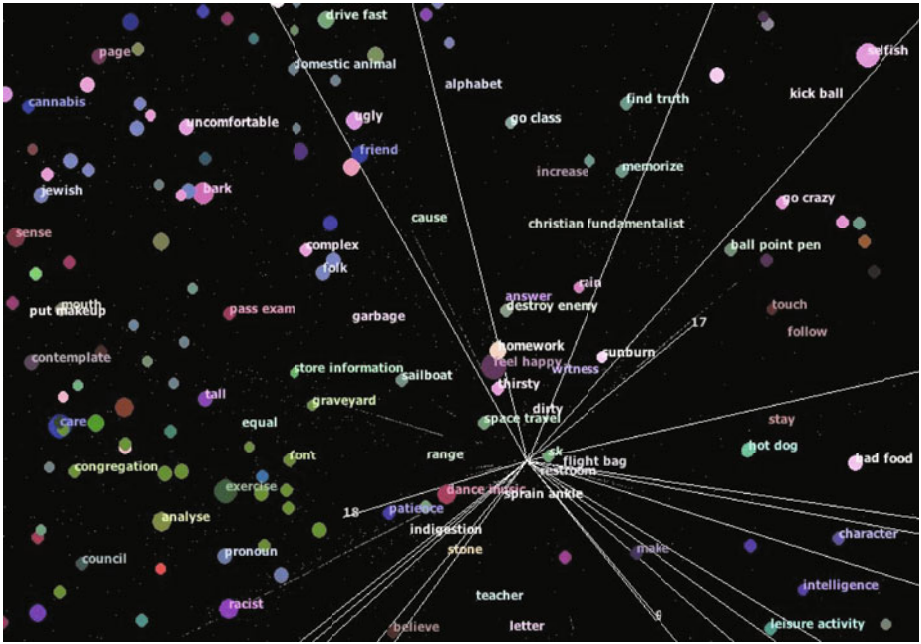 drive fast
page
selfish
domestic animal
alphabet
kick ball
cannabis
find truth
uncomfortable
ugly
go class
friend
increase
memorize
jewish
bark
go crazy
cause
christian fundamentalist
sense
complex
ball point pen
folk
rain
answer
put makeup
mouth
pass exam
garbage
destroy enemy
touch
17
follow
homework
contemplate
feel happy
sunburn
store information
sailboat
witness
thirsty
tall
graveyard
dirty
care
equal
space travel
stay
hot dog
font
range
sk
flight bag
bad food
congregation
restroom
exercise
dance music
sprain ankle
18
patience
analyse
indigestion
character
council
pronoun
stone
make
intelligence
teacher
racist
believe
letter
leisure activity